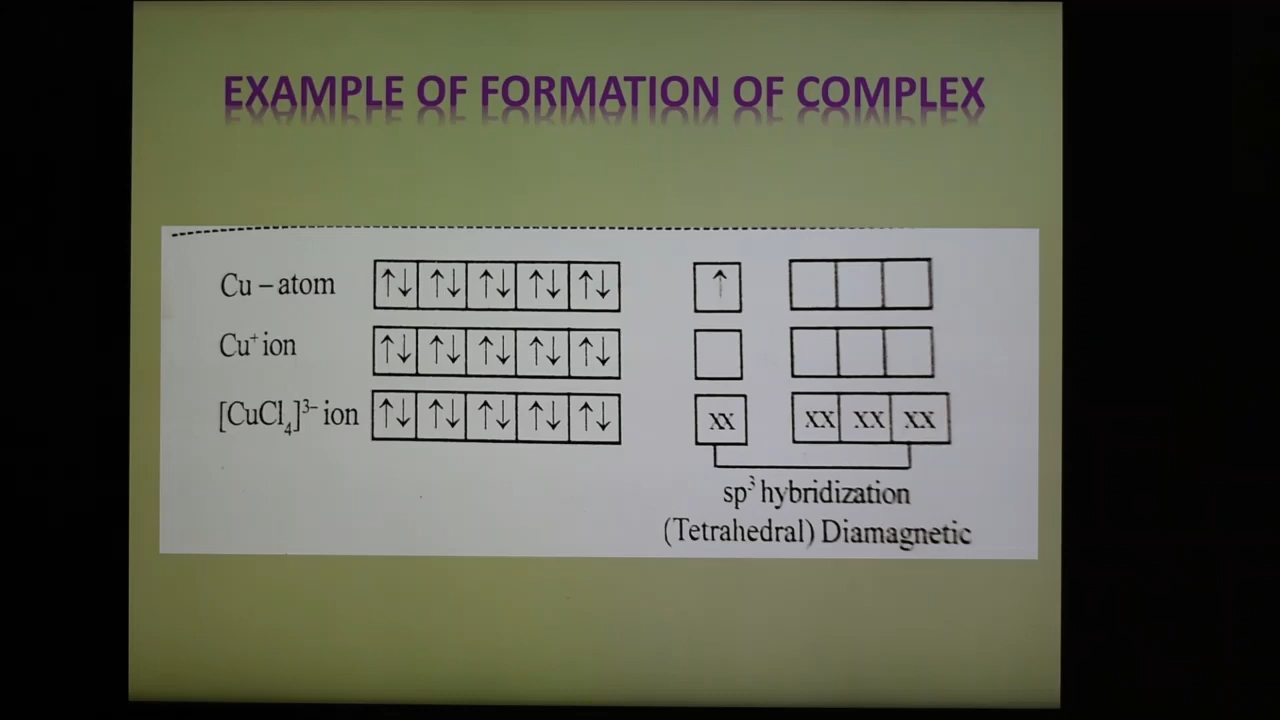 EXAMPLE OF FORMATION OF COMPLEX
Cu – atom ↑↓ ↑↓ ↑↓ ↑↓ ↑↓ ↑
Cu⁺ ion ↑↓ ↑↓ ↑↓ ↑↓ ↑↓
[CuCl₄]³⁻ ion ↑↓ ↑↓ ↑↓ ↑↓ ↑↓ xx xx xx xx
sp³ hybridization
(Tetrahedral) Diamagnetic